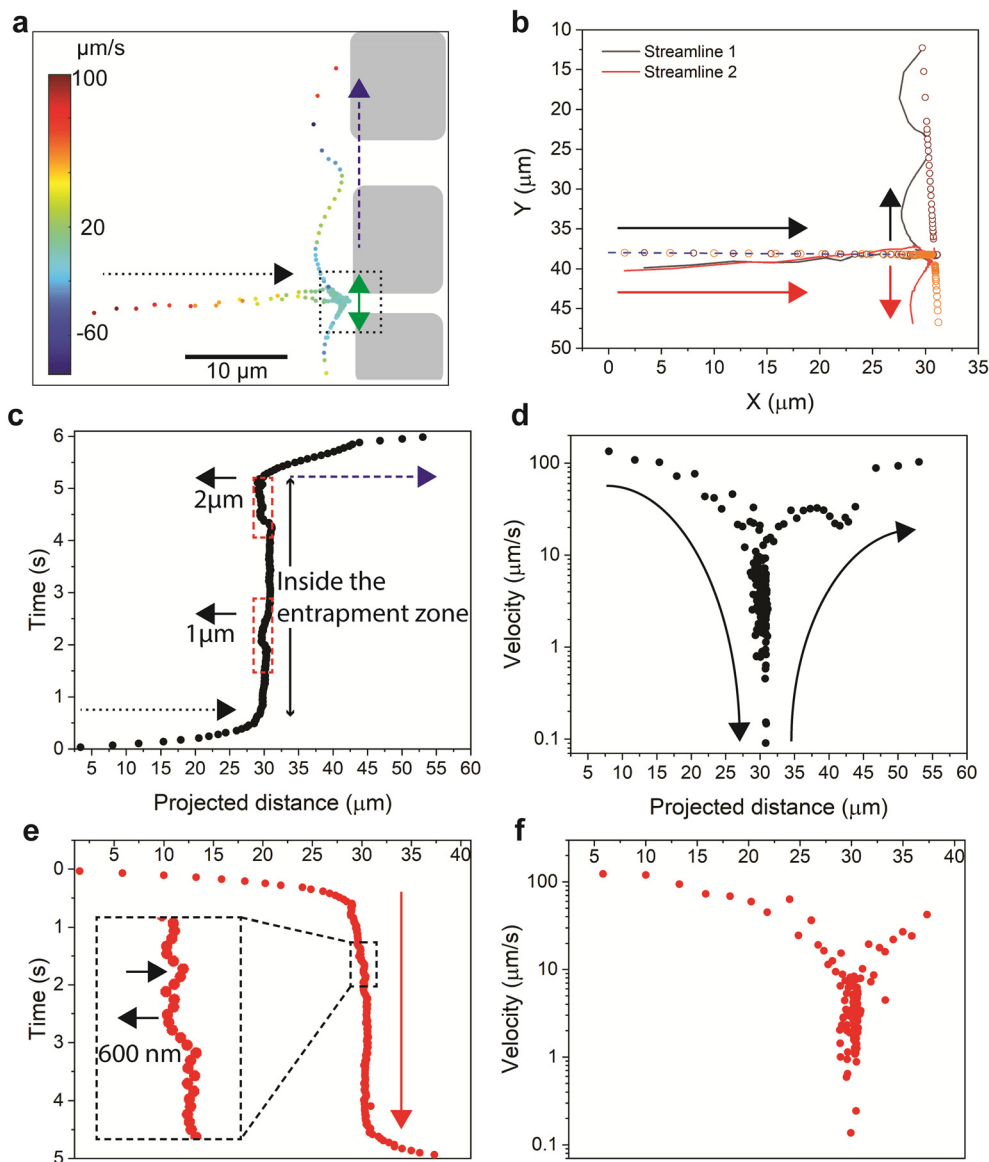 a
μm/s
100
20
-60
10 μm
b
Streamline 1
Streamline 2
10
15
20
25
30
35
40
45
50
Y (μm)
0 5 10 15 20 25 30 35
X (μm)
c
6
5
4
3
2
1
0
Time (s)
2μm
1μm
Inside the
entrapment zone
5 10 15 20 25 30 35 40 45 50 55 60
Projected distance (μm)
d
100
10
1
0.1
Velocity (μm/s)
5 10 15 20 25 30 35 40 45 50 55 60
Projected distance (μm)
e
5 10 15 20 25 30 35 40
0
1
2
3
4
5
Time (s)
600 nm
f
5 10 15 20 25 30 35 40
100
10
1
0.1
Velocity (μm/s)